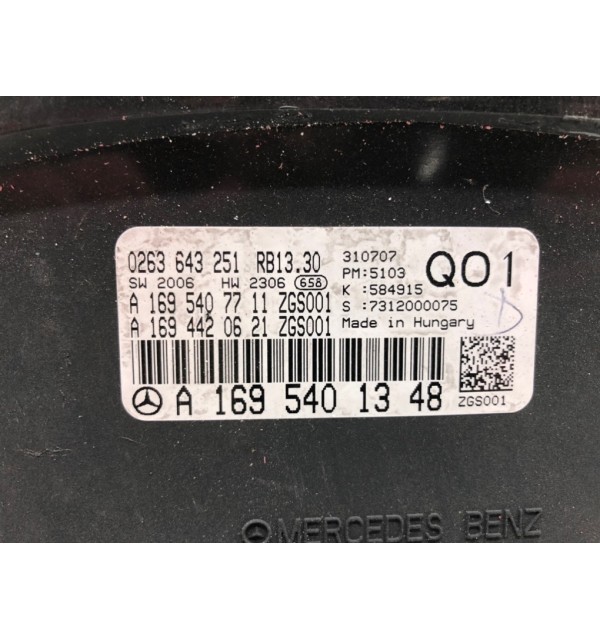 0263 643 251 RB13.30
SW 2006 HW 2306 658
A 169 540 77 11 ZGS001
A 169 442 06 21 ZGS001
310707
PM:5103
K :584915
S :7312000075
Made in Hungary
Q01
D
A 169 540 13 48
ZGS001
MERCEDES BENZ